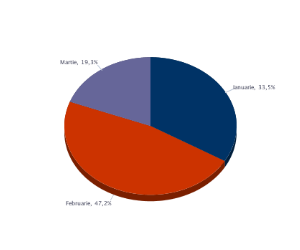 Martie, 19,3%
Ianuarie, 33,5%
Februarie, 47,2%